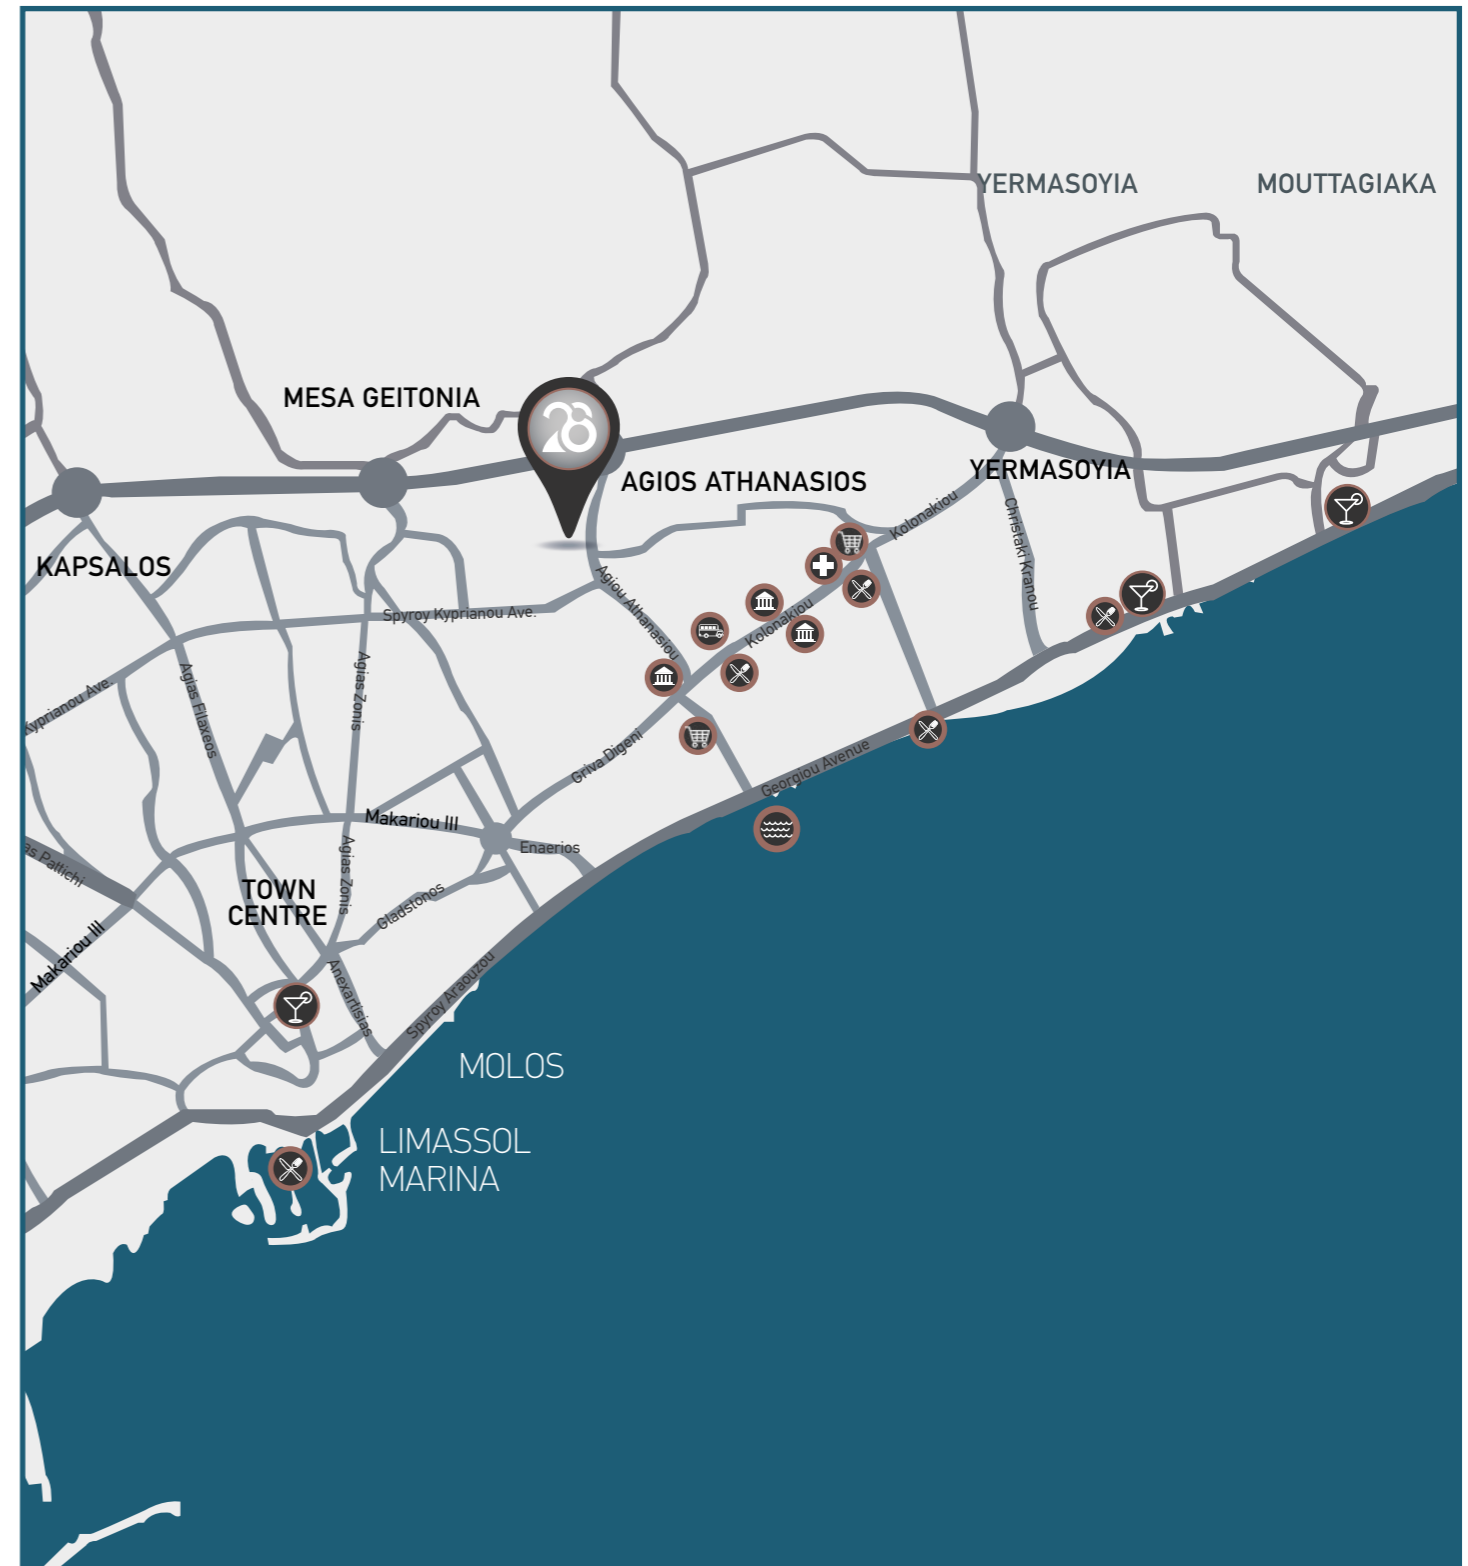 YERMASOYIA
MOUTTAGIAKA
MESA GEITONIA
28
AGIOS ATHANASIOS
YERMASOYIA
Kolonakiou
Christaki Kranou
KAPSALOS
Agiou Athanasiou
Spyroy Kyprianou Ave.
Kolonakiou
Agias Zonis
Agias Filaxeos
Kyprianou Ave.
Griva Digeni
Georgiou Avenue
Makariou III
Enaerios
as Pattichi
Agias Zonis
TOWN
CENTRE
Gladstonos
Makariou III
Anexartisias
Spyroy Araouzou
MOLOS
LIMASSOL
MARINA